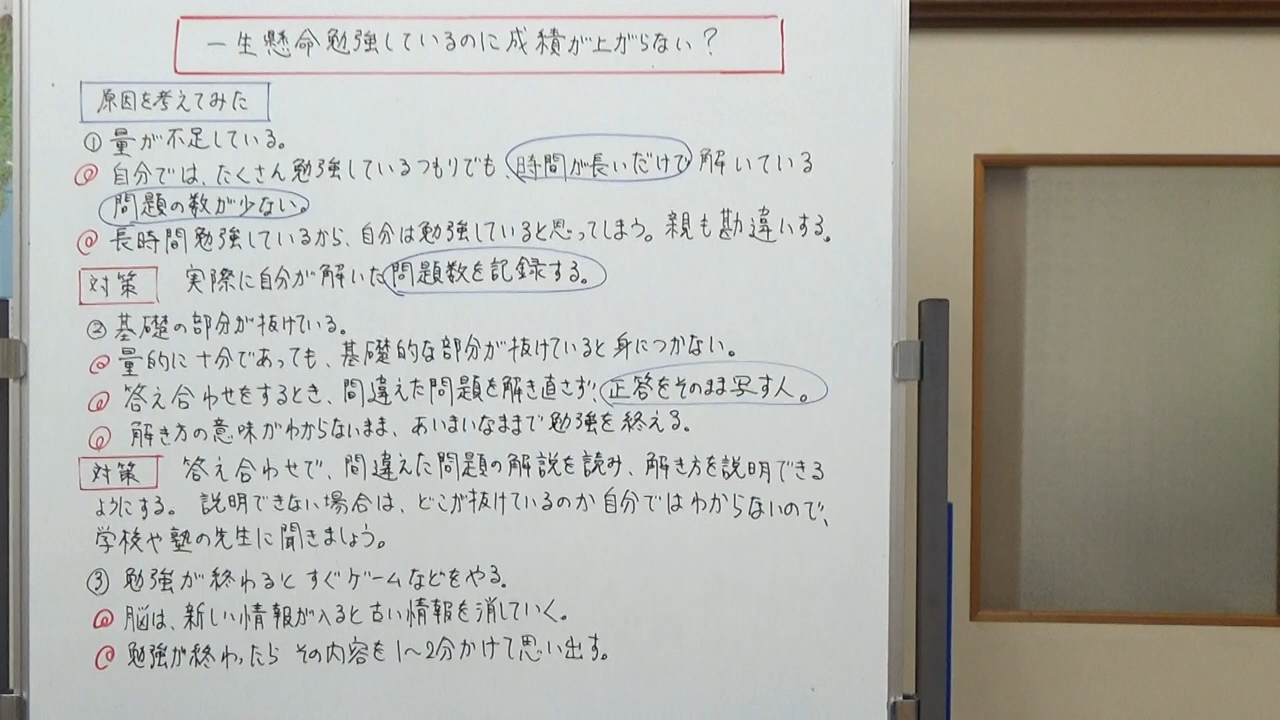 一生懸命勉強しているのに成積が上がらない？
原因を考えてみた
① 量が不足している。
自分では、たくさん勉強しているつもりでも、時間が長いだけで解いている
問題の数が少ない。
長時間勉強しているから、自分は勉強していると思ってしまう。親も勘違いする。
対策 実際に自分が解いた問題数を記録する。
② 基礎の部分が抜けている。
量的に十分であっても、基礎的な部分が抜けていると身につかない。
答え合わせをするとき、間違えた問題を解き直さず、正答をそのまま写す人。
解き方の意味がわからないまま、あいまいなままで勉強を終える。
対策 答え合わせで、間違えた問題の解説を読み、解き方を説明できる
ようにする。説明できない場合は、どこが抜けているのか自分ではわからないので、
学校や塾の先生に聞きましょう。
③ 勉強が終わるとすぐゲームなどをやる。
脳は、新しい情報が入ると古い情報を消していく。
勉強が終わったらその内容を1～2分かけて思い出す。